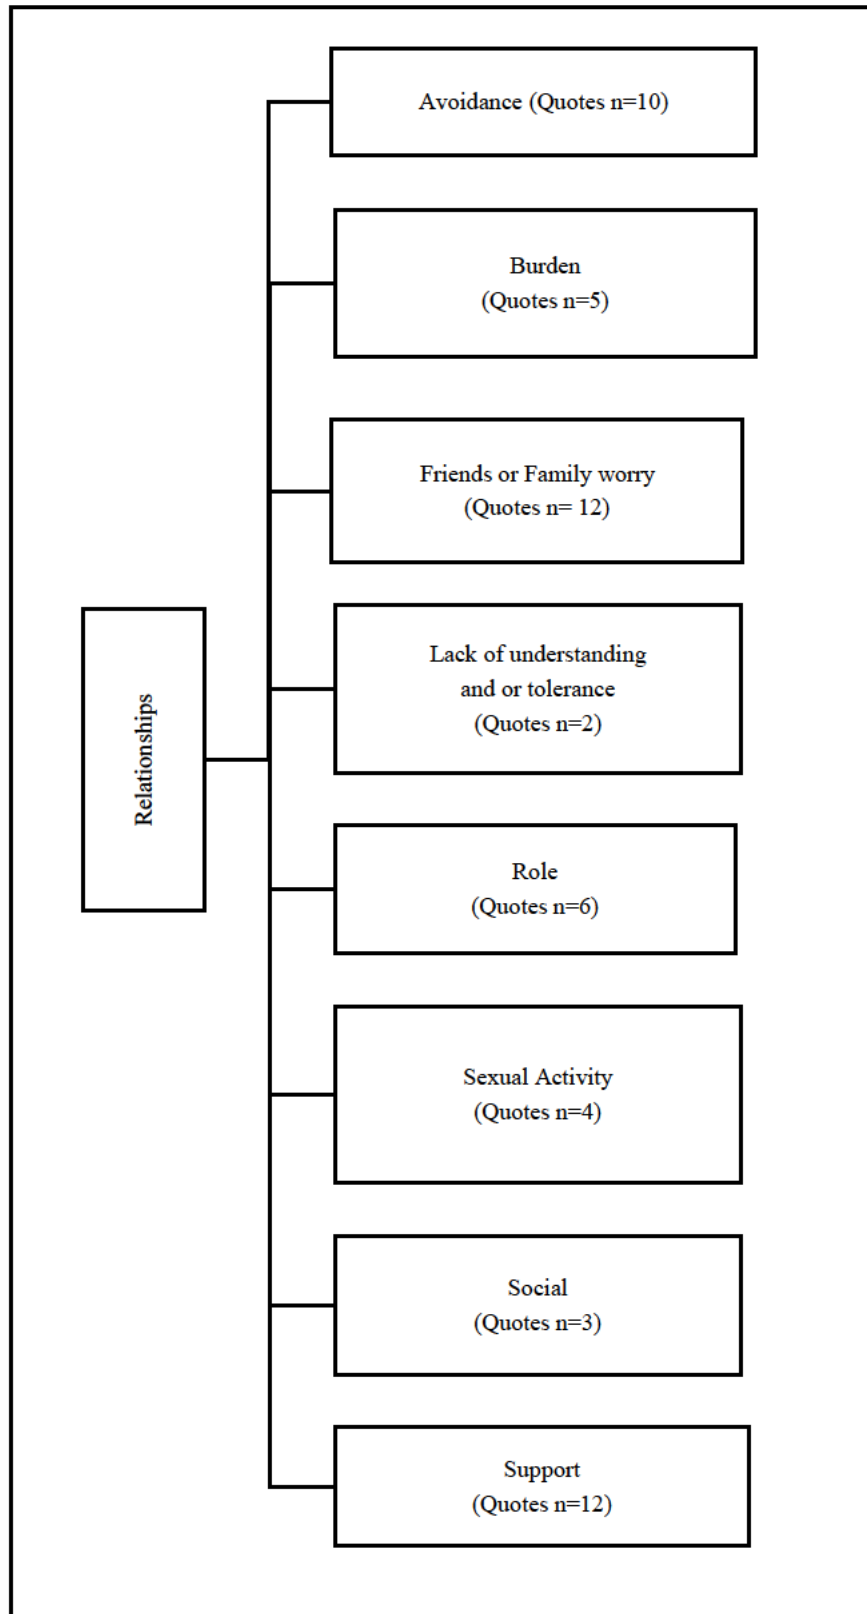 Avoidance (Quotes n=10)
Burden
(Quotes n=5)
Friends or Family worry
(Quotes n= 12)
Lack of understanding
and or tolerance
(Quotes n=2)
Relationships
Role
(Quotes n=6)
Sexual Activity
(Quotes n=4)
Social
(Quotes n=3)
Support
(Quotes n=12)